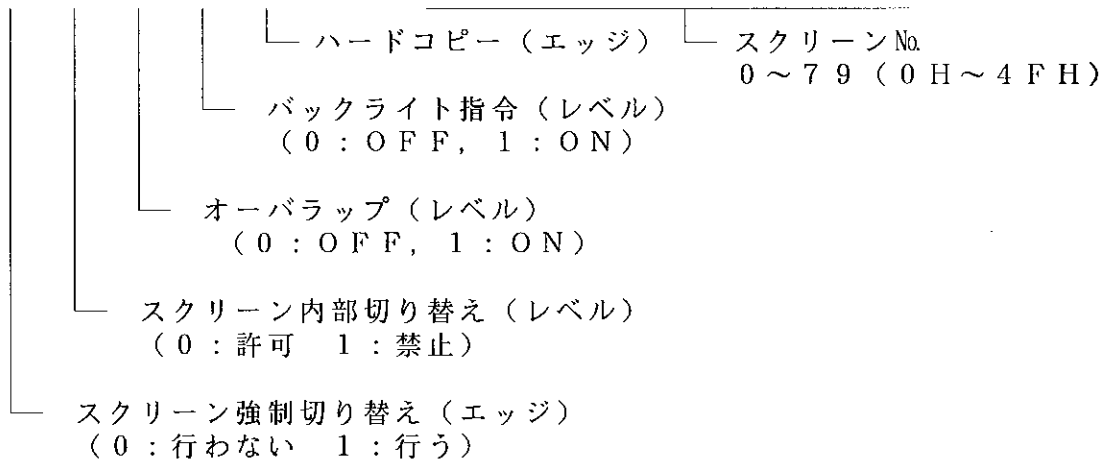 ハードコピー（エッジ）
スクリーン№
0～79（0H～4FH）
バックライト指令（レベル）
（0：OFF，1：ON）
オーバラップ（レベル）
（0：OFF，1：ON）
スクリーン内部切り替え（レベル）
（0：許可　1：禁止）
スクリーン強制切り替え（エッジ）
（0：行わない　1：行う）